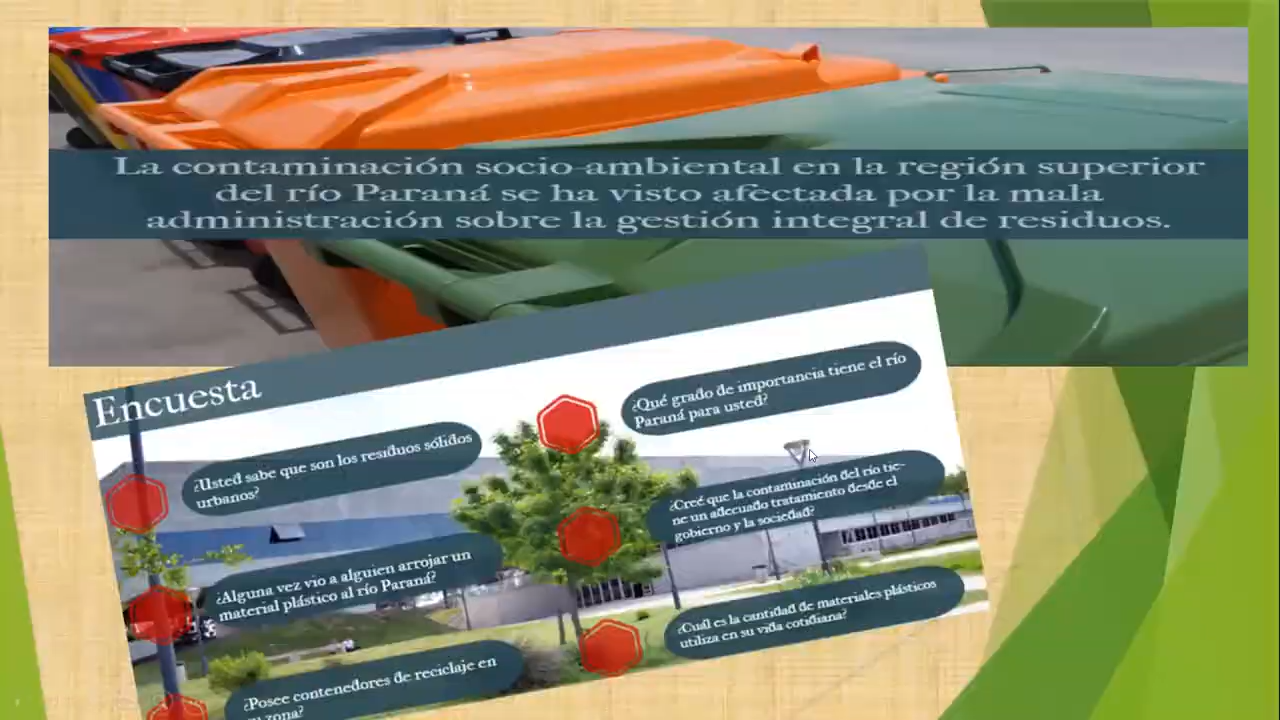 La contaminación socio-ambiental en la región superior
del río Paraná se ha visto afectada por la mala
administración sobre la gestión integral de residuos.
Encuesta
¿Usted sabe que son los residuos sólidos
urbanos?
¿Alguna vez vio a alguien arrojar un
material plástico al río Paraná?
¿Posee contenedores de reciclaje en
su zona?
¿Qué grado de importancia tiene el río
Paraná para usted?
¿Creé que la contaminación del río tie-
ne un adecuado tratamiento desde el
gobierno y la sociedad?
¿Cuál es la cantidad de materiales plásticos
utiliza en su vida cotidiana?